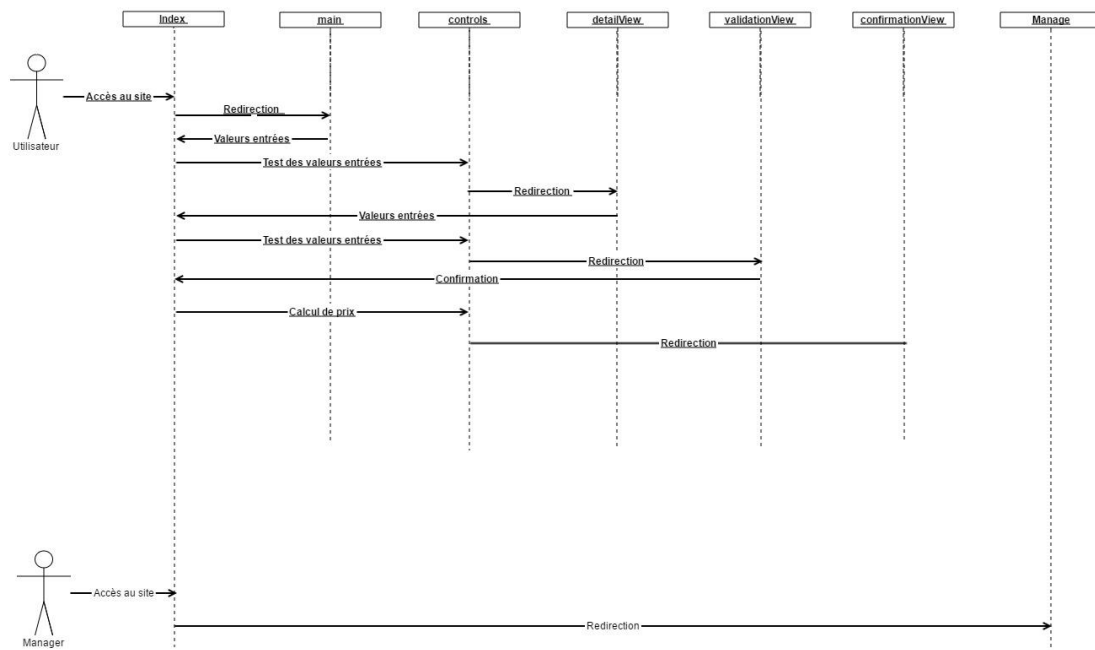 Index
main
controls
detailView
validationView
confirmationView
Manage
Accès au site
Redirection
Utilisateur
Valeurs entrées
Test des valeurs entrées
Redirection
Valeurs entrées
Test des valeurs entrées
Redirection
Confirmation
Calcul de prix
Redirection
Accès au site
Redirection
Manager